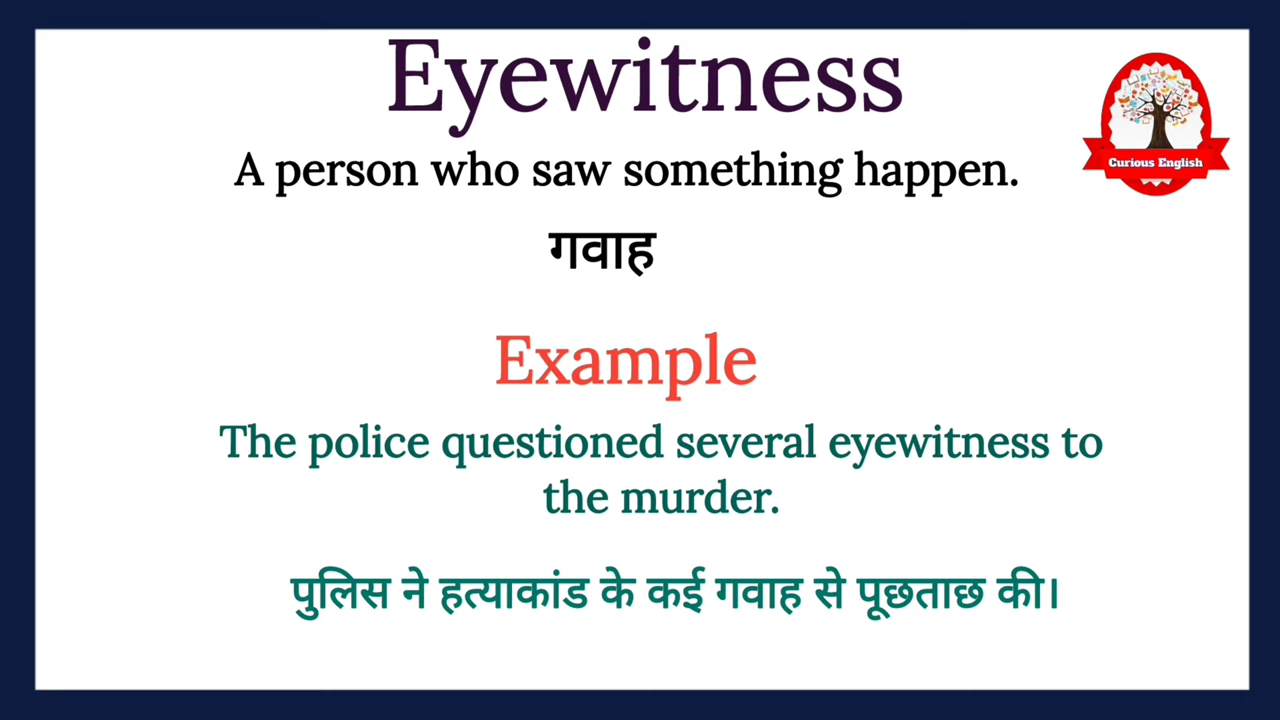 Eyewitness
A person who saw something happen.
Curious English
गवाह
Example
The police questioned several eyewitness to
the murder.
पुलिस ने हत्याकांड के कई गवाह से पूछताछ की।